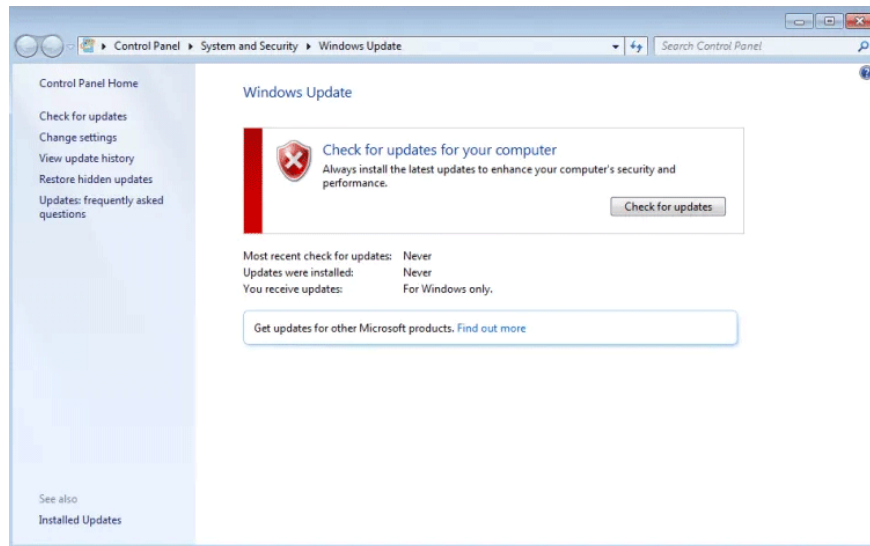 Control Panel ▸ System and Security ▸ Windows Update
Search Control Panel
Control Panel Home
Check for updates
Change settings
View update history
Restore hidden updates
Updates: frequently asked
questions
See also
Installed Updates
Windows Update
Check for updates for your computer
Always install the latest updates to enhance your computer's security and
performance.
Check for updates
Most recent check for updates: Never
Updates were installed: Never
You receive updates: For Windows only.
Get updates for other Microsoft products. Find out more